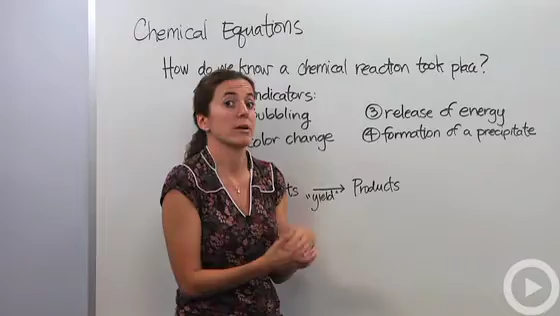 Chemical Equations
How do we know a chemical reaction took place?
ndicators:
bubbling ③ release of energy
olor change ④ formation of a precipitate
ts "yield" → Products